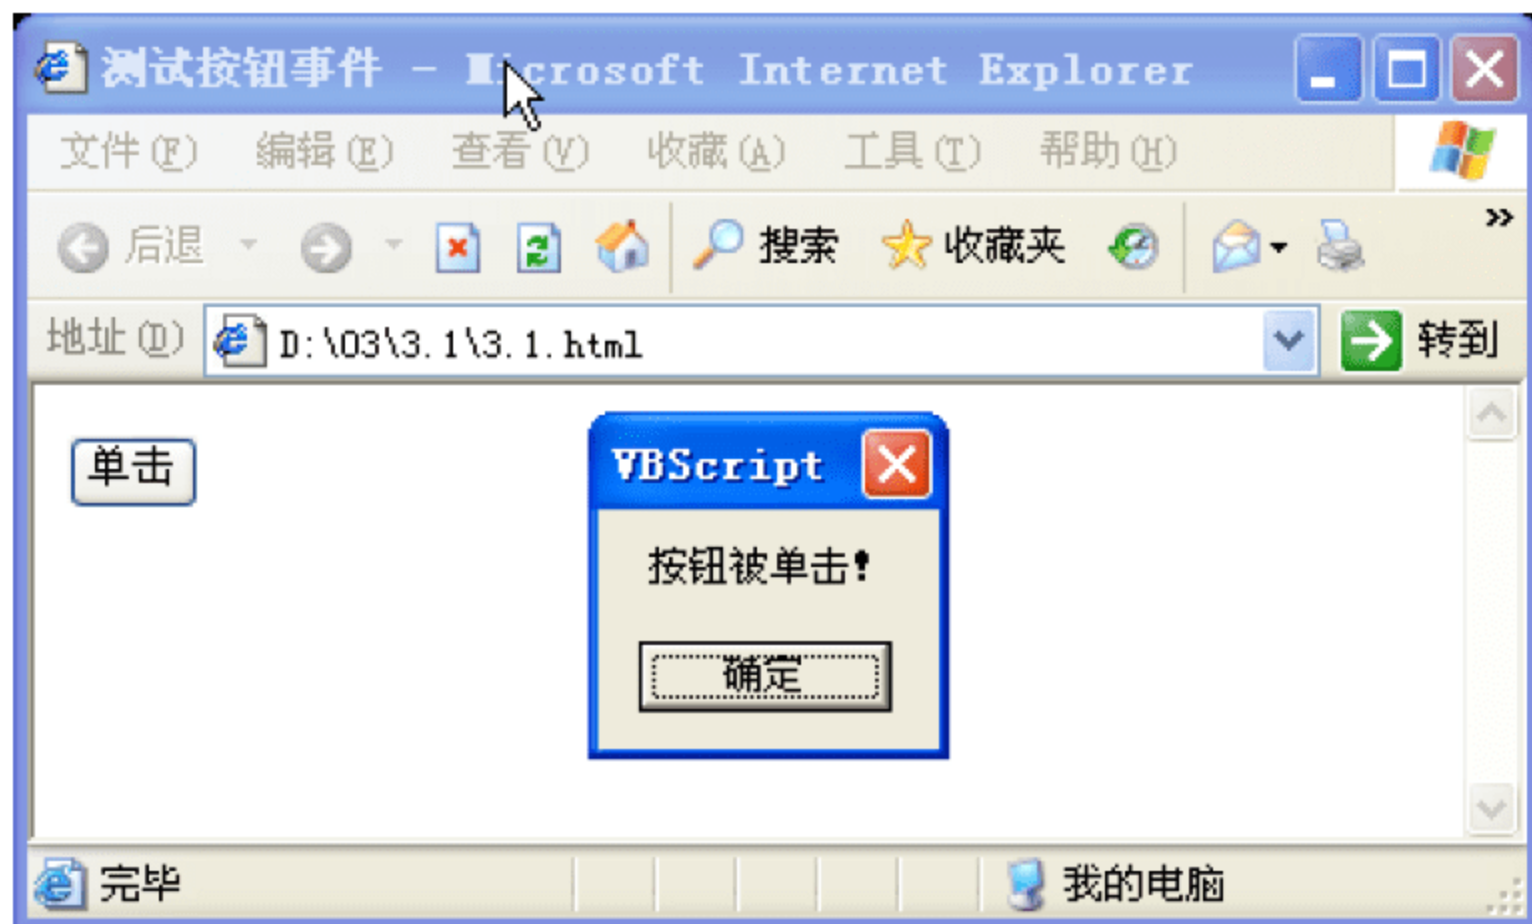 测试按钮事件 - Microsoft Internet Explorer
文件(F) 编辑(E) 查看(V) 收藏(A) 工具(T) 帮助(H)
后退 搜索 收藏夹 »
地址(D) D:\03\3.1\3.1.html 转到
单击
VBScript
按钮被单击!
确定
完毕 我的电脑